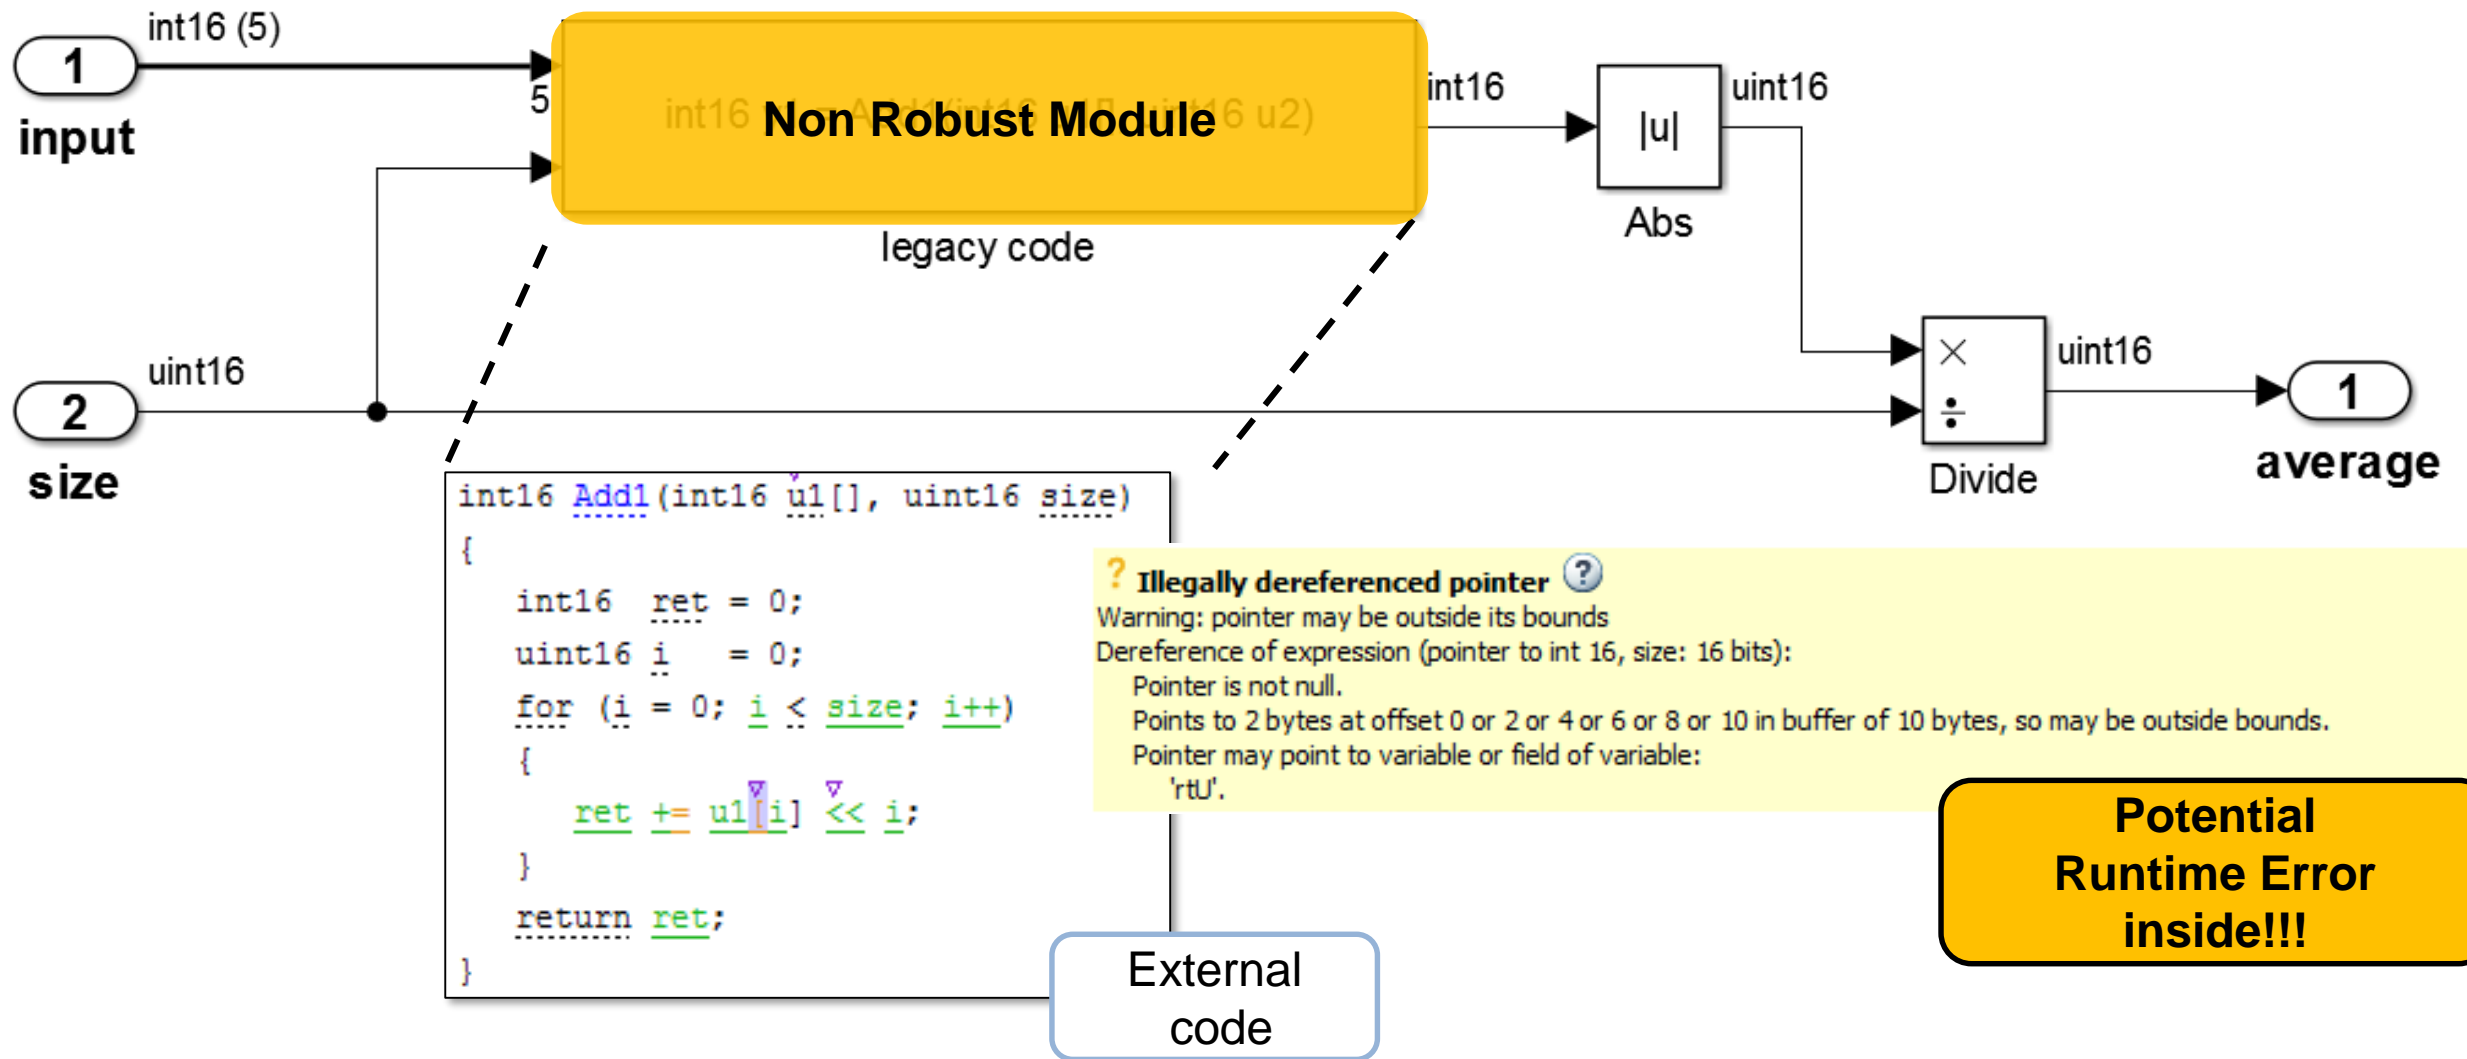 int16 (5)
1
input
5
Non Robust Module
int16
|u|
uint16
Abs
legacy code
uint16
2
size
×
÷
Divide
uint16
1
average
int16 Add1(int16 u1[], uint16 size)
{
int16 ret = 0;
uint16 i = 0;
for (i = 0; i < size; i++)
{
ret += u1[i] << i;
}
return ret;
}
? Illegally dereferenced pointer ?
Warning: pointer may be outside its bounds
Dereference of expression (pointer to int 16, size: 16 bits):
Pointer is not null.
Points to 2 bytes at offset 0 or 2 or 4 or 6 or 8 or 10 in buffer of 10 bytes, so may be outside bounds.
Pointer may point to variable or field of variable:
'rtU'.
Potential
Runtime Error
inside!!!
External
code